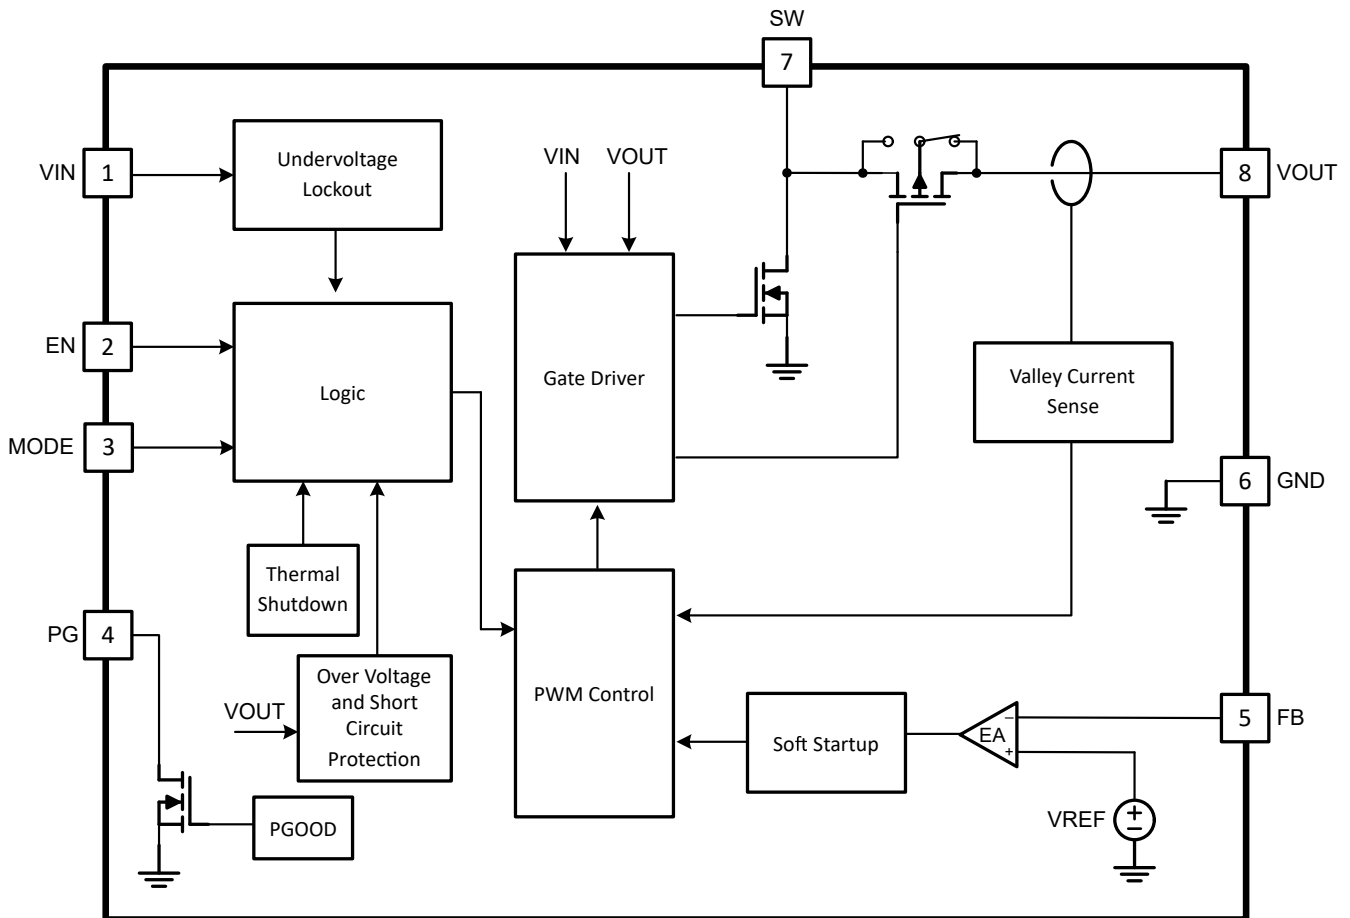 SW
7
VIN
1
Undervoltage
Lockout
VIN
VOUT
8
VOUT
EN
2
Logic
Gate Driver
Valley Current
Sense
MODE
3
6
GND
Thermal
Shutdown
PG
4
Over Voltage
and Short
Circuit
Protection
VOUT
PWM Control
Soft Startup
EA
−
+
5
FB
VREF
+
−
PGOOD